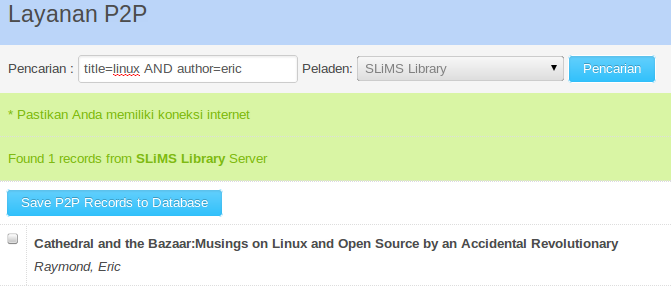 Layanan P2P
Pencarian : title=linux AND author=eric Peladen: SLiMS Library Pencarian
* Pastikan Anda memiliki koneksi internet
Found 1 records from SLiMS Library Server
Save P2P Records to Database
Cathedral and the Bazaar:Musings on Linux and Open Source by an Accidental Revolutionary
Raymond, Eric